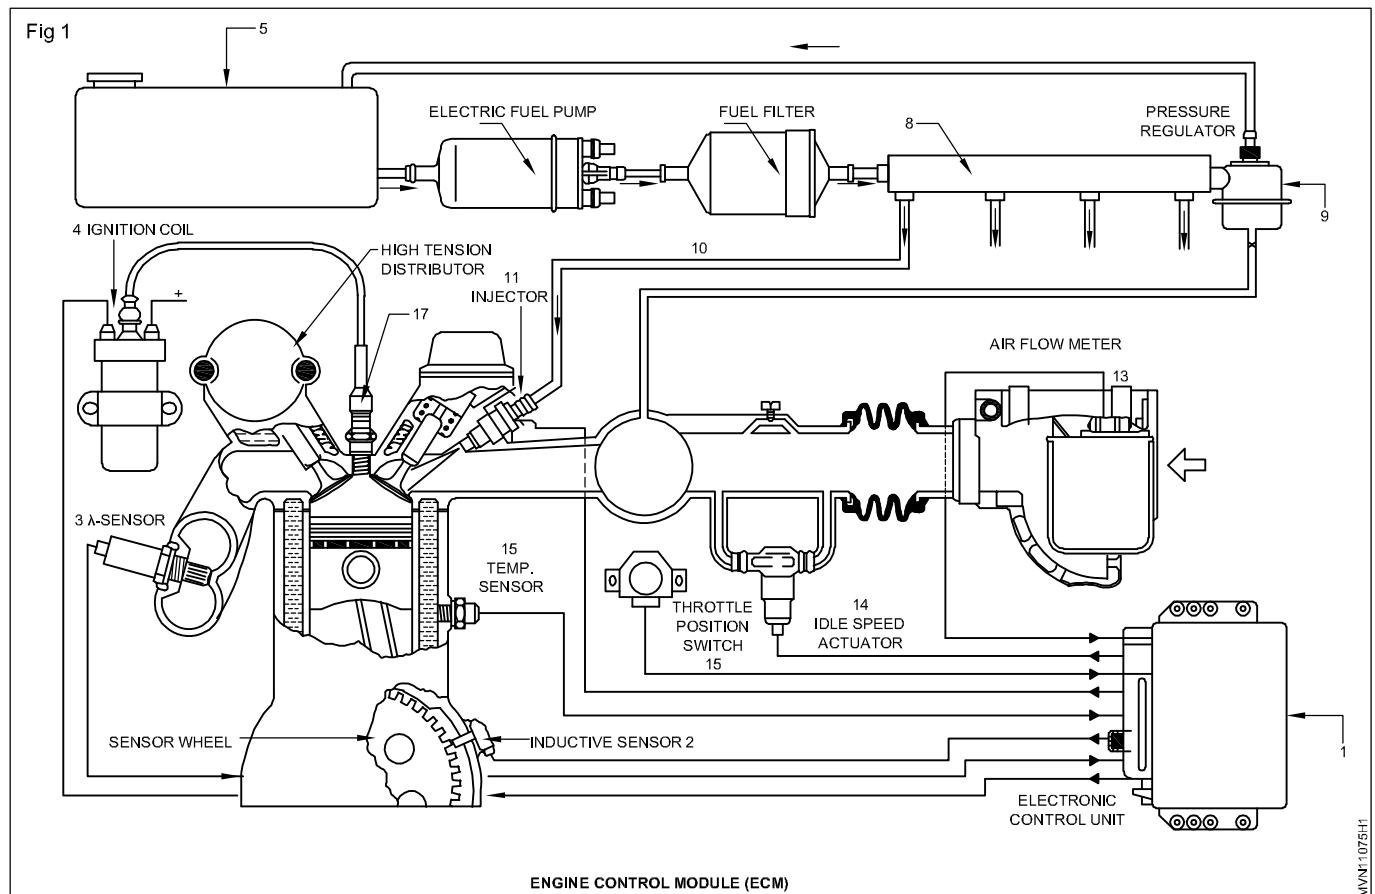 Fig 1
5
ELECTRIC FUEL PUMP
FUEL FILTER
8
PRESSURE
REGULATOR
9
4 IGNITION COIL
+
HIGH TENSION
DISTRIBUTOR
10
11
INJECTOR
17
AIR FLOW METER
13
3 λ-SENSOR
15
TEMP.
SENSOR
THROTTLE
POSITION
SWITCH
15
14
IDLE SPEED
ACTUATOR
SENSOR WHEEL
INDUCTIVE SENSOR 2
1
ELECTRONIC
CONTROL UNIT
ENGINE CONTROL MODULE (ECM)
MVN11075H1